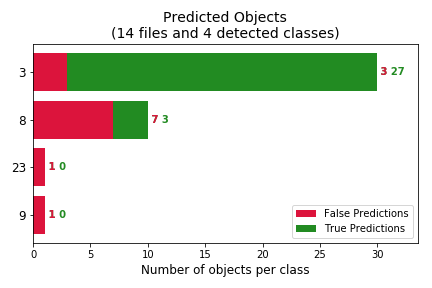 Predicted Objects
(14 files and 4 detected classes)
3
3 27
8
7 3
23
1 0
9
1 0
False Predictions
True Predictions
0 5 10 15 20 25 30
Number of objects per class